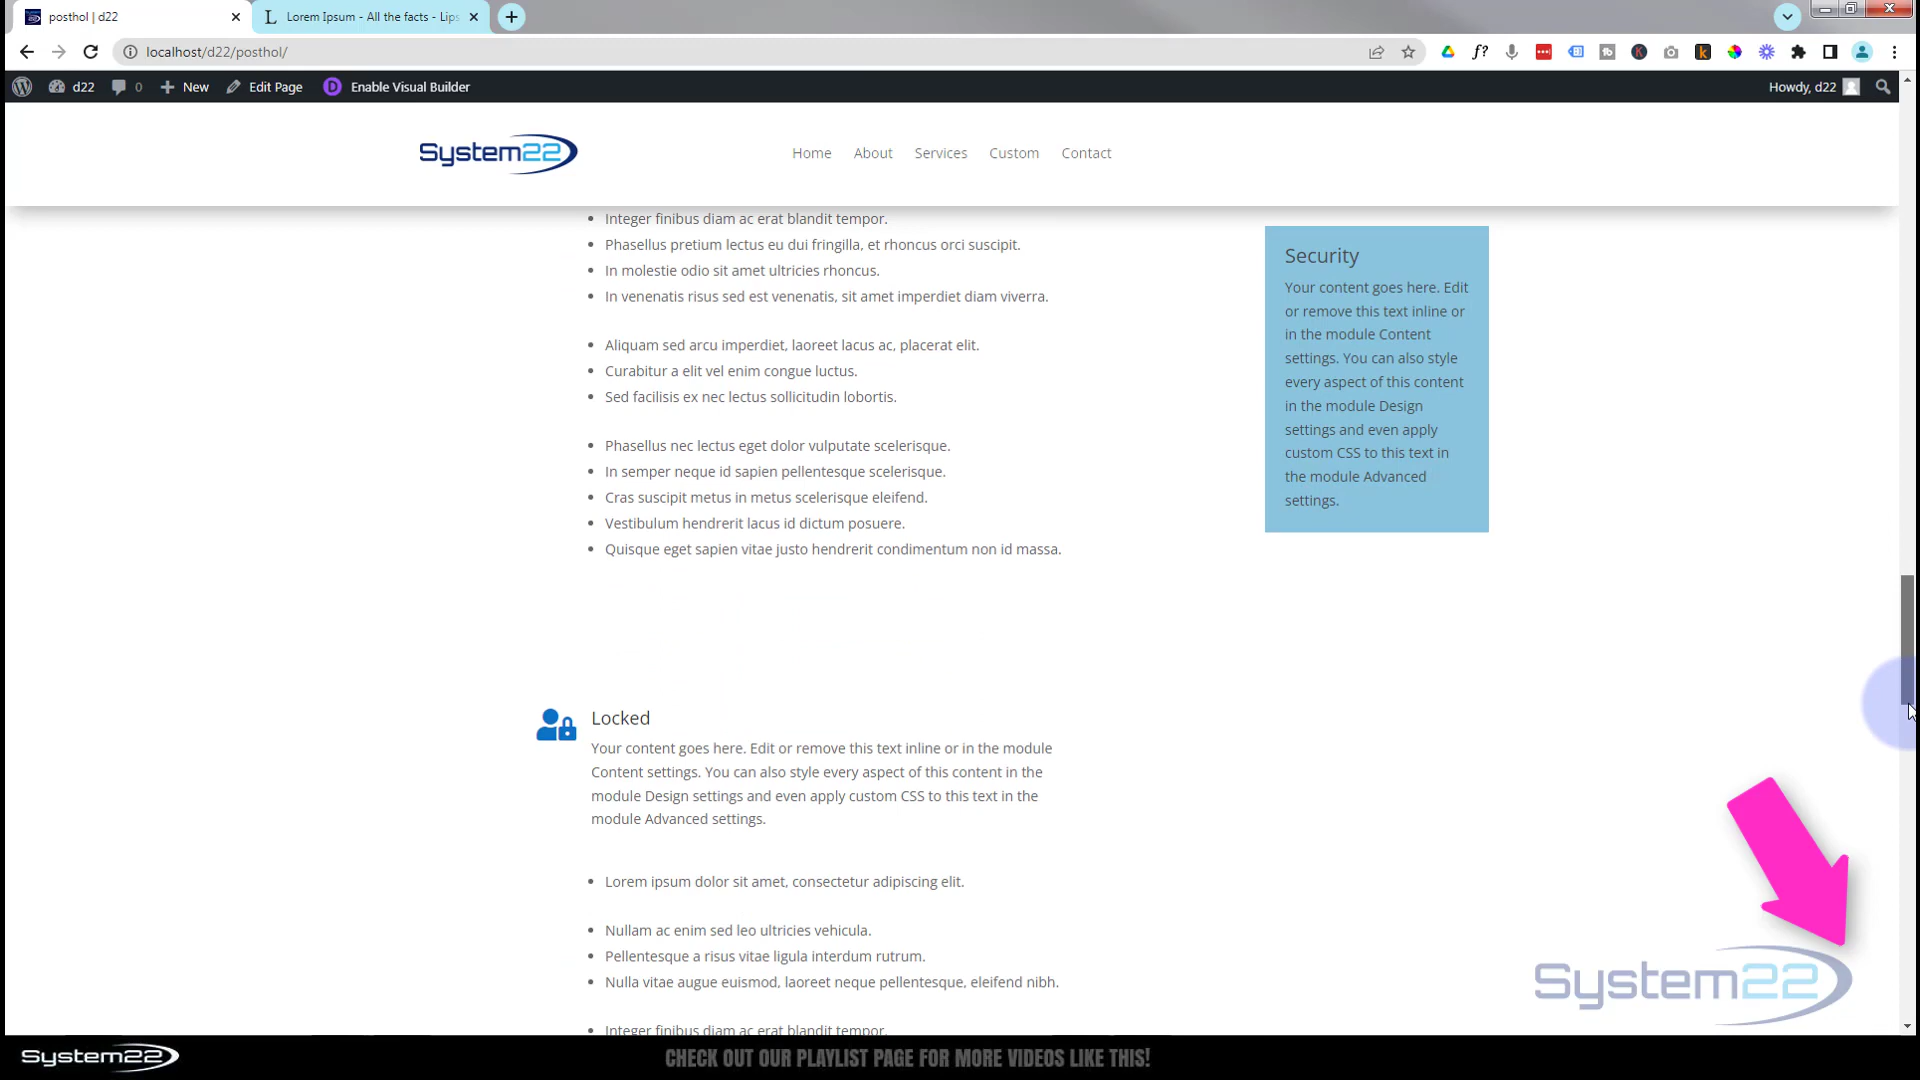 posthol | d22
Lorem Ipsum - All the facts - Lips
localhost/d22/posthol/
d22
0
New
Edit Page
Enable Visual Builder
Howdy, d22
System22
Home
About
Services
Custom
Contact
Integer finibus diam ac erat blandit tempor.
Phasellus pretium lectus eu dui fringilla, et rhoncus orci suscipit.
In molestie odio sit amet ultricies rhoncus.
In venenatis risus sed est venenatis, sit amet imperdiet diam viverra.
Aliquam sed arcu imperdiet, laoreet lacus ac, placerat elit.
Curabitur a elit vel enim congue luctus.
Sed facilisis ex nec lectus sollicitudin lobortis.
Phasellus nec lectus eget dolor vulputate scelerisque.
In semper neque id sapien pellentesque scelerisque.
Cras suscipit metus in metus scelerisque eleifend.
Vestibulum hendrerit lacus id dictum posuere.
Quisque eget sapien vitae justo hendrerit condimentum non id massa.
Security
Your content goes here. Edit
or remove this text inline or
in the module Content
settings. You can also style
every aspect of this content
in the module Design
settings and even apply
custom CSS to this text in
the module Advanced
settings.
Locked
Your content goes here. Edit or remove this text inline or in the module
Content settings. You can also style every aspect of this content in the
module Design settings and even apply custom CSS to this text in the
module Advanced settings.
Lorem ipsum dolor sit amet, consectetur adipiscing elit.
Nullam ac enim sed leo ultricies vehicula.
Pellentesque a risus vitae ligula interdum rutrum.
Nulla vitae augue euismod, laoreet neque pellentesque, eleifend nibh.
Integer finibus diam ac erat blandit tempor.
System22
System22
CHECK OUT OUR PLAYLIST PAGE FOR MORE VIDEOS LIKE THIS!